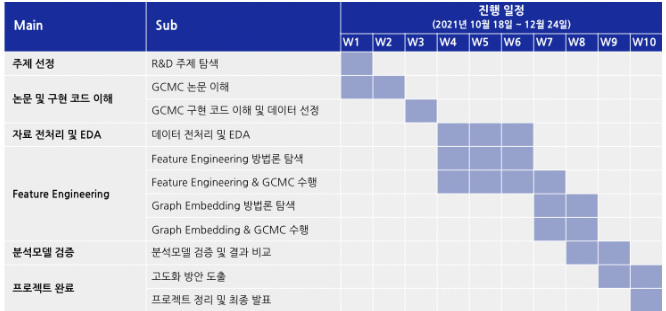 Main
Sub
진행 일정
(2021년 10월 18일 ~ 12월 24일)
W1 W2 W3 W4 W5 W6 W7 W8 W9 W10
주제 선정
R&D 주제 탐색
논문 및 구현 코드 이해
GCMC 논문 이해
GCMC 구현 코드 이해 및 데이터 선정
자료 전처리 및 EDA
데이터 전처리 및 EDA
Feature Engineering
Feature Engineering 방법론 탐색
Feature Engineering & GCMC 수행
Graph Embedding 방법론 탐색
Graph Embedding & GCMC 수행
분석모델 검증
분석모델 검증 및 결과 비교
프로젝트 완료
고도화 방안 도출
프로젝트 정리 및 최종 발표